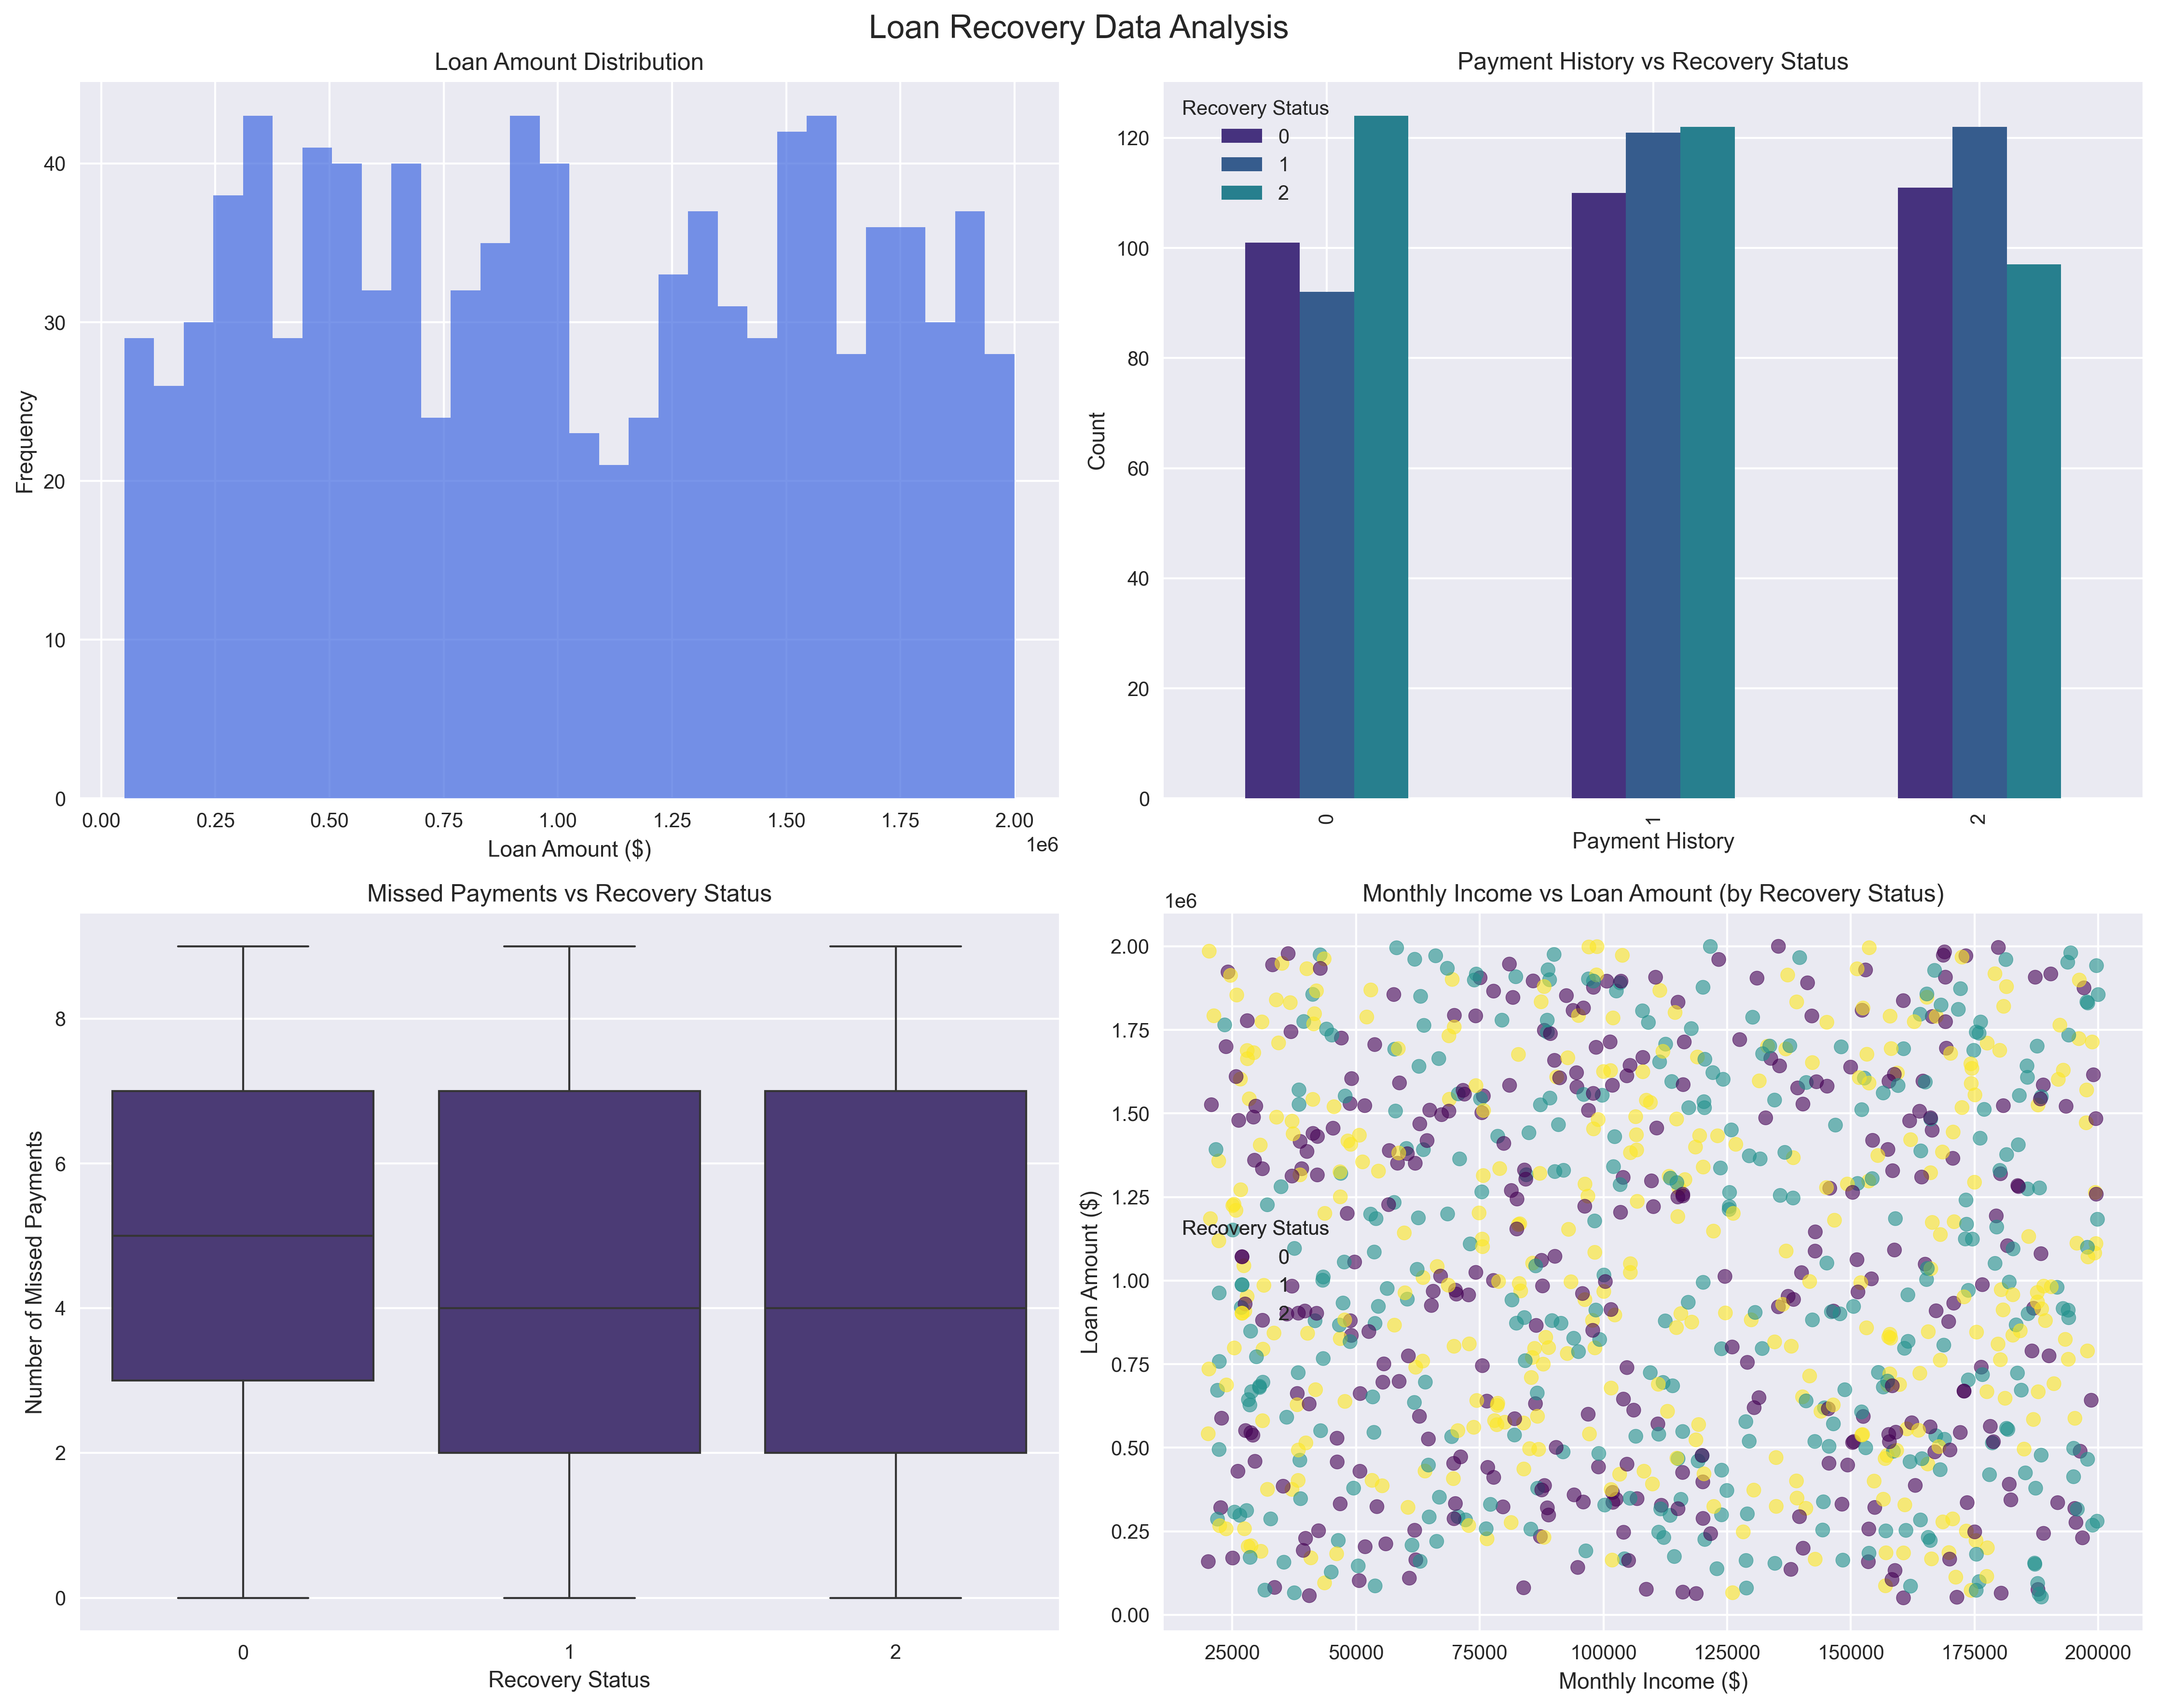 Loan Recovery Data Analysis
Loan Amount Distribution
Frequency
40
30
20
10
0
0.00 0.25 0.50 0.75 1.00 1.25 1.50 1.75 2.00
1e6
Loan Amount ($)
Payment History vs Recovery Status
Recovery Status
0
1
2
Count
120
100
80
60
40
20
0
0 1 2
Payment History
Missed Payments vs Recovery Status
Number of Missed Payments
8
6
4
2
0
0 1 2
Recovery Status
Monthly Income vs Loan Amount (by Recovery Status)
1e6
Loan Amount ($)
2.00
1.75
1.50
1.25
1.00
0.75
0.50
0.25
0.00
Recovery Status
0
1
2
25000 50000 75000 100000 125000 150000 175000 200000
Monthly Income ($)